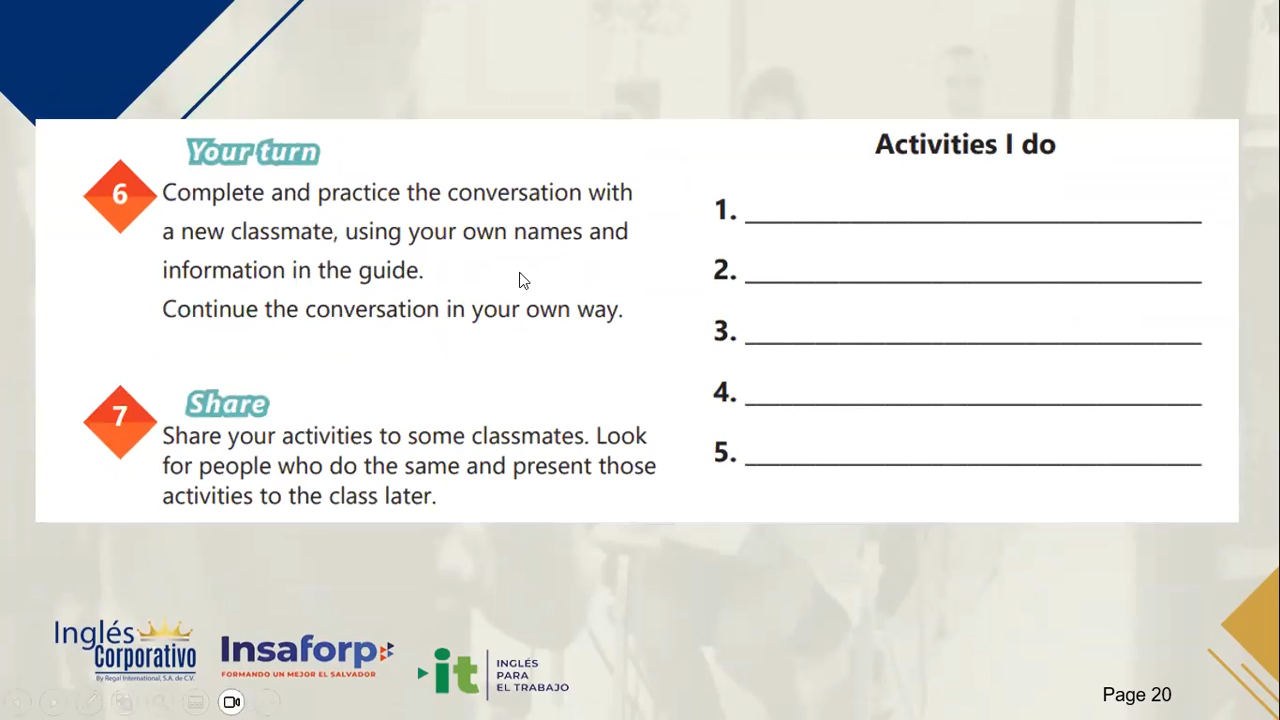 Your turn
6
Complete and practice the conversation with
a new classmate, using your own names and
information in the guide.
Continue the conversation in your own way.
7
Share
Share your activities to some classmates. Look
for people who do the same and present those
activities to the class later.
Activities I do
1.
2.
3.
4.
5.
Inglés
Corporativo
By Regal International, S.A. de C.V.
Insaforp
FORMANDO UN MEJOR EL SALVADOR
it
INGLÉS
PARA
EL TRABAJO
Page 20